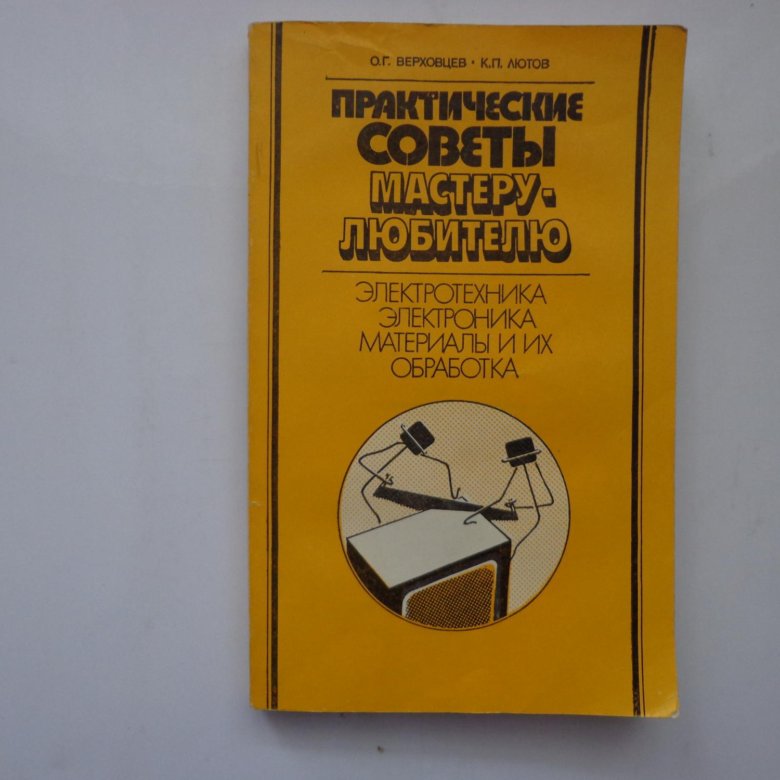 О.Г. ВЕРХОВЦЕВ • К.П. ЛЮТОВ
ПРАКТИЧЕСКИЕ
СОВЕТЫ
МАСТЕРУ-
ЛЮБИТЕЛЮ
ЭЛЕКТРОТЕХНИКА
ЭЛЕКТРОНИКА
МАТЕРИАЛЫ И ИХ
ОБРАБОТКА